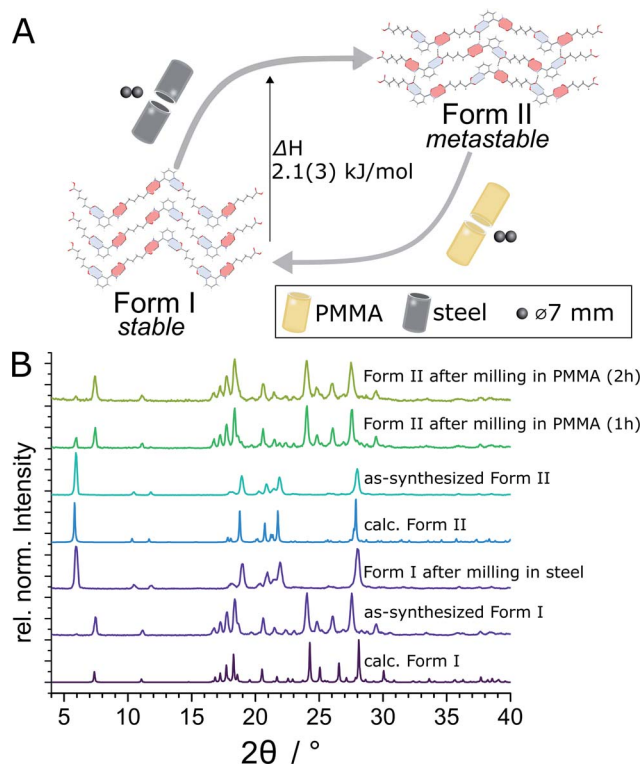 A
Form II
metastable
ΔH
2.1(3) kJ/mol
Form I
stable
PMMA steel ⌀7 mm
B
Form II after milling in PMMA (2h)
Form II after milling in PMMA (1h)
as-synthesized Form II
calc. Form II
Form I after milling in steel
as-synthesized Form I
calc. Form I
rel. norm. Intensity
5 10 15 20 25 30 35 40
2θ / °